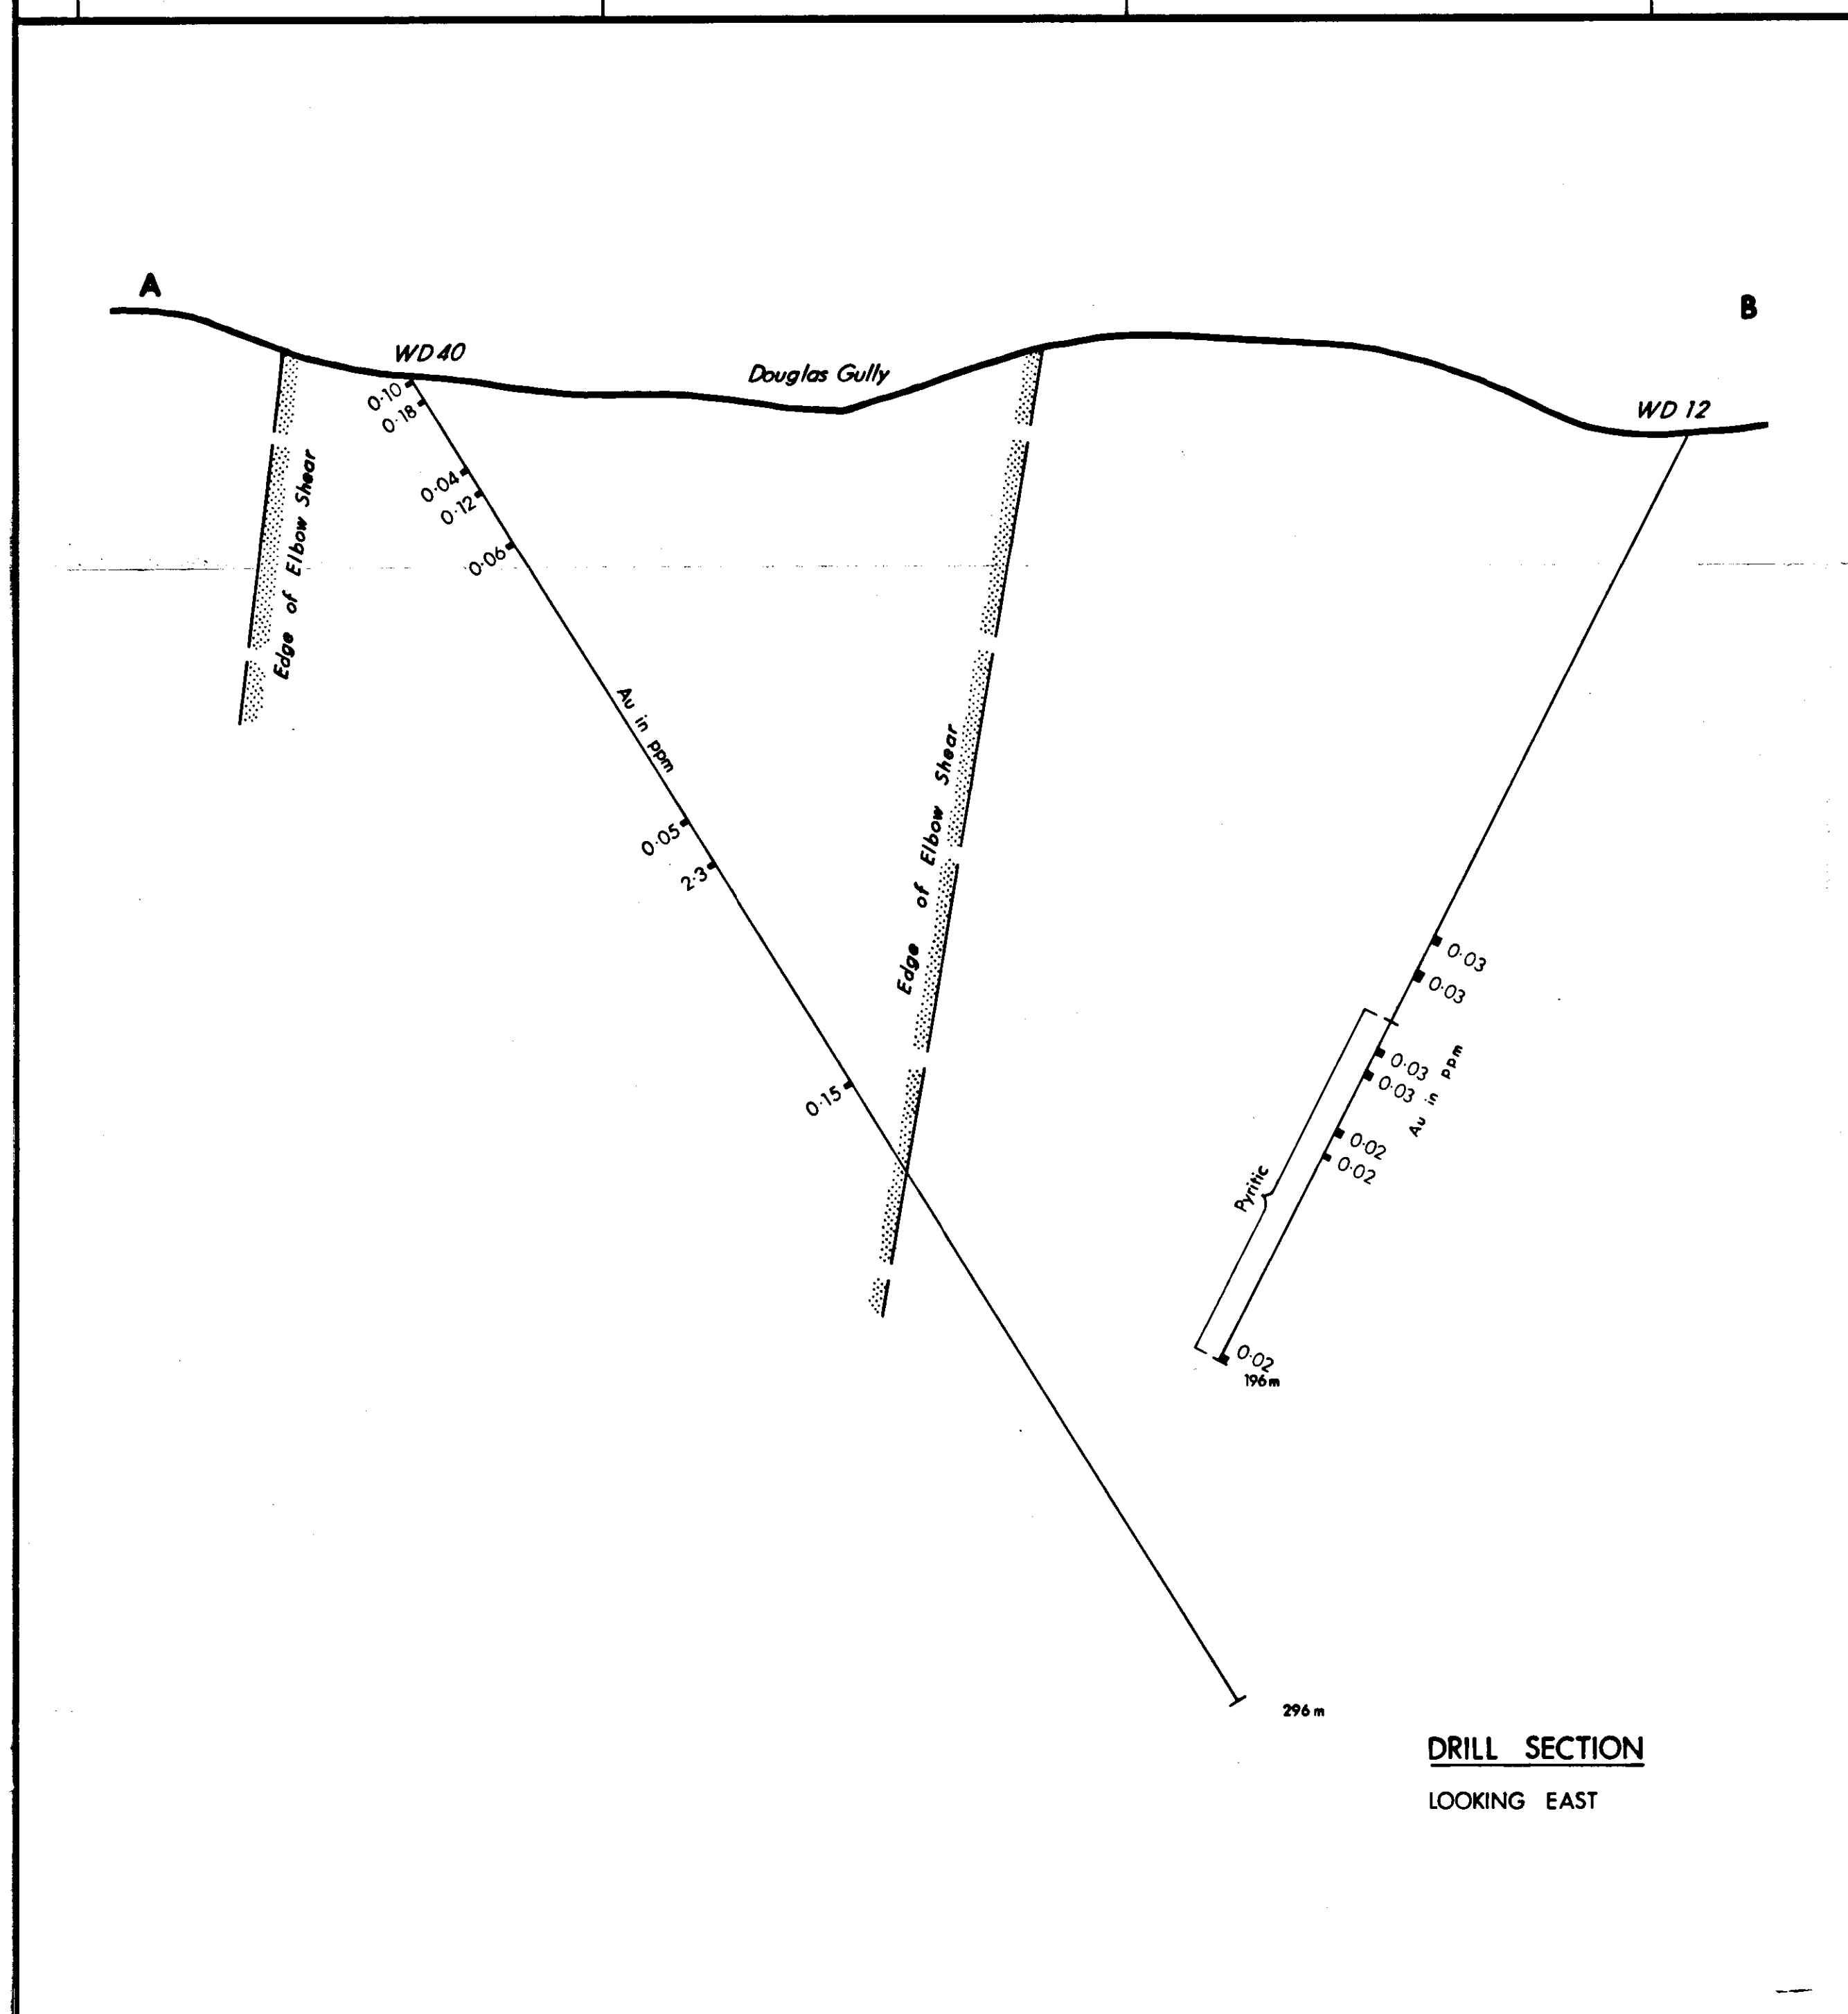 A
B
WD 40
Douglas Gully
WD 12
0·10
0·18
0·04
0·12
0·06
Edge of Elbow Shear
Au in ppm
0·05
2·3
0·15
Edge of Elbow Shear
0·03
0·03
0·03
0·03
Au in ppm
0·02
0·02
Pyritic
0·02
196 m
296 m
DRILL SECTION
LOOKING EAST